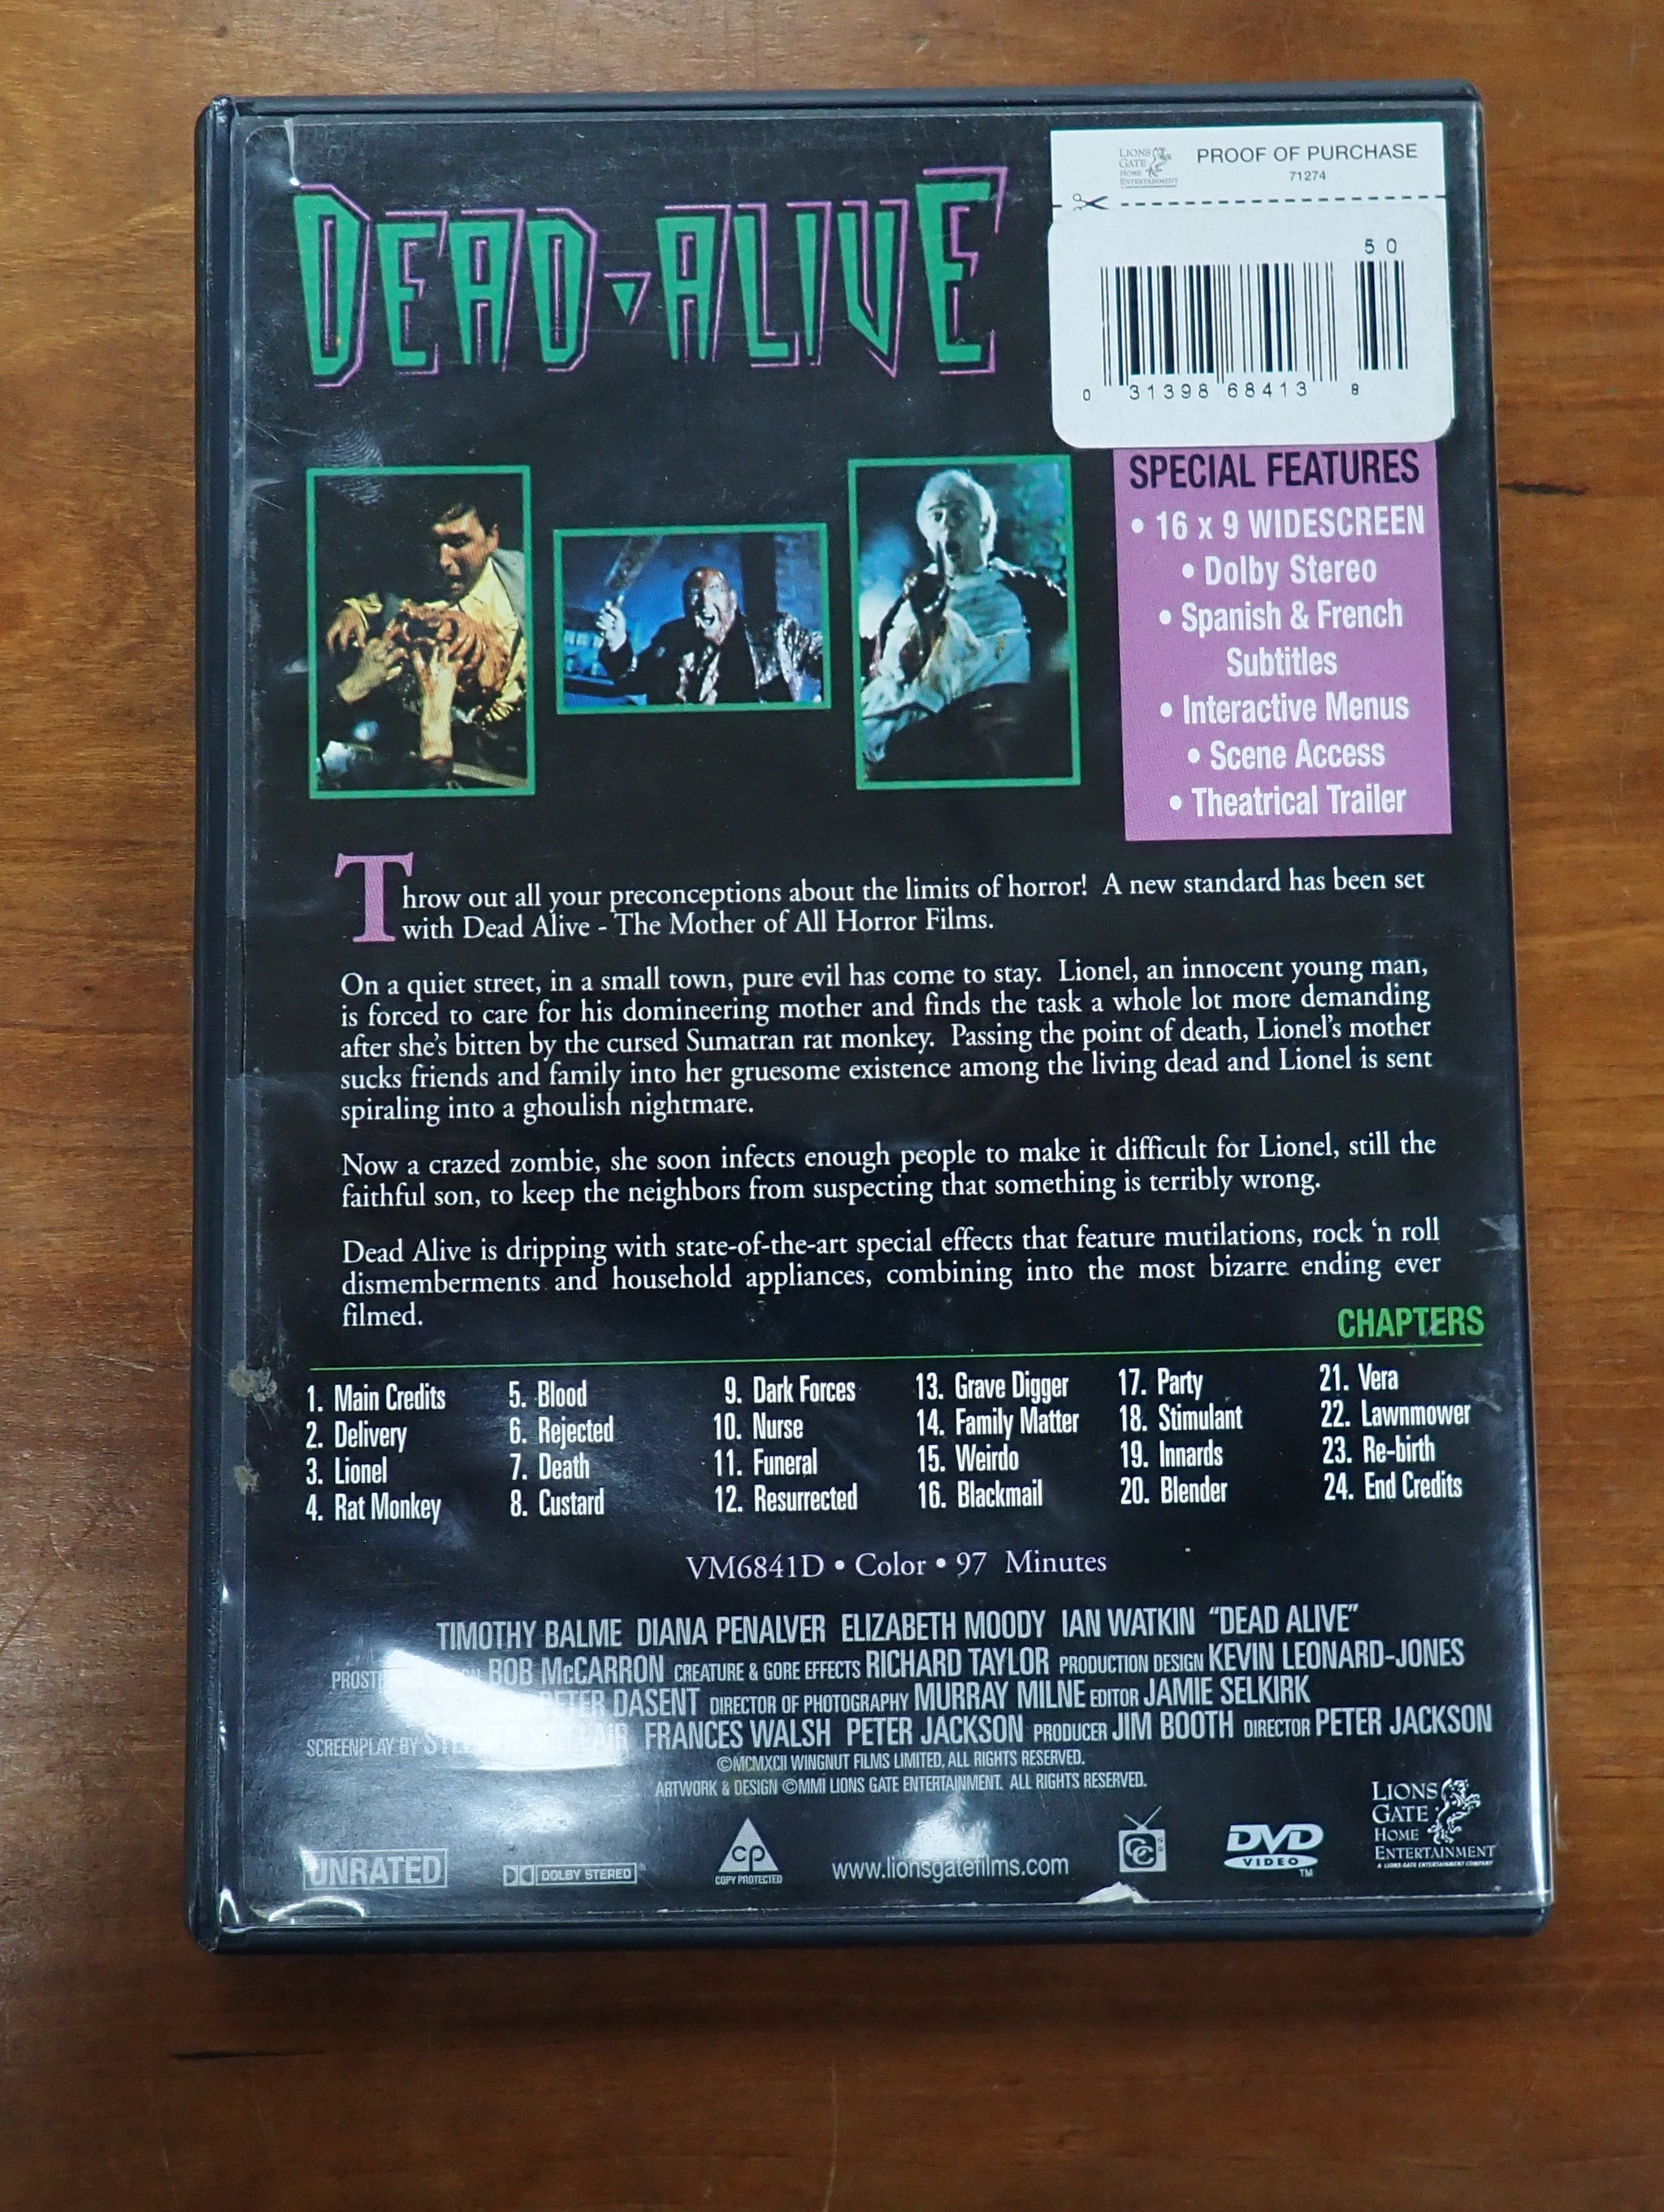 LIONS
GATE
HOME
ENTERTAINMENT
PROOF OF PURCHASE
71274
DEAD ALIVE
50
0 31398 68413 8
SPECIAL FEATURES
• 16 x 9 WIDESCREEN
• Dolby Stereo
• Spanish & French
Subtitles
• Interactive Menus
• Scene Access
• Theatrical Trailer
Throw out all your preconceptions about the limits of horror! A new standard has been set
with Dead Alive - The Mother of All Horror Films.
On a quiet street, in a small town, pure evil has come to stay. Lionel, an innocent young man,
is forced to care for his domineering mother and finds the task a whole lot more demanding
after she's bitten by the cursed Sumatran rat monkey. Passing the point of death, Lionel's mother
sucks friends and family into her gruesome existence among the living dead and Lionel is sent
spiraling into a ghoulish nightmare.
Now a crazed zombie, she soon infects enough people to make it difficult for Lionel, still the
faithful son, to keep the neighbors from suspecting that something is terribly wrong.
Dead Alive is dripping with state-of-the-art special effects that feature mutilations, rock 'n roll
dismemberments and household appliances, combining into the most bizarre ending ever
filmed.
CHAPTERS
1. Main Credits
2. Delivery
3. Lionel
4. Rat Monkey
5. Blood
6. Rejected
7. Death
8. Custard
9. Dark Forces
10. Nurse
11. Funeral
12. Resurrected
13. Grave Digger
14. Family Matter
15. Weirdo
16. Blackmail
17. Party
18. Stimulant
19. Innards
20. Blender
21. Vera
22. Lawnmower
23. Re-birth
24. End Credits
VM6841D • Color • 97 Minutes
TIMOTHY BALME DIANA PENALVER ELIZABETH MOODY IAN WATKIN "DEAD ALIVE"
BOB McCARRON CREATURE & GORE EFFECTS RICHARD TAYLOR PRODUCTION DESIGN KEVIN LEONARD-JONES
PETER DASENT DIRECTOR OF PHOTOGRAPHY MURRAY MILNE EDITOR JAMIE SELKIRK
SCREENPLAY BY FRANCES WALSH PETER JACKSON PRODUCER JIM BOOTH DIRECTOR PETER JACKSON
©MCMXCII WINGNUT FILMS LIMITED, ALL RIGHTS RESERVED.
ARTWORK & DESIGN ©MMI LIONS GATE ENTERTAINMENT. ALL RIGHTS RESERVED.
UNRATED
DOLBY STEREO
CP
COPY PROTECTED
www.lionsgatefilms.com
CC
DVD
VIDEO
TM
LIONS
GATE
HOME
ENTERTAINMENT
A LIONS GATE ENTERTAINMENT COMPANY